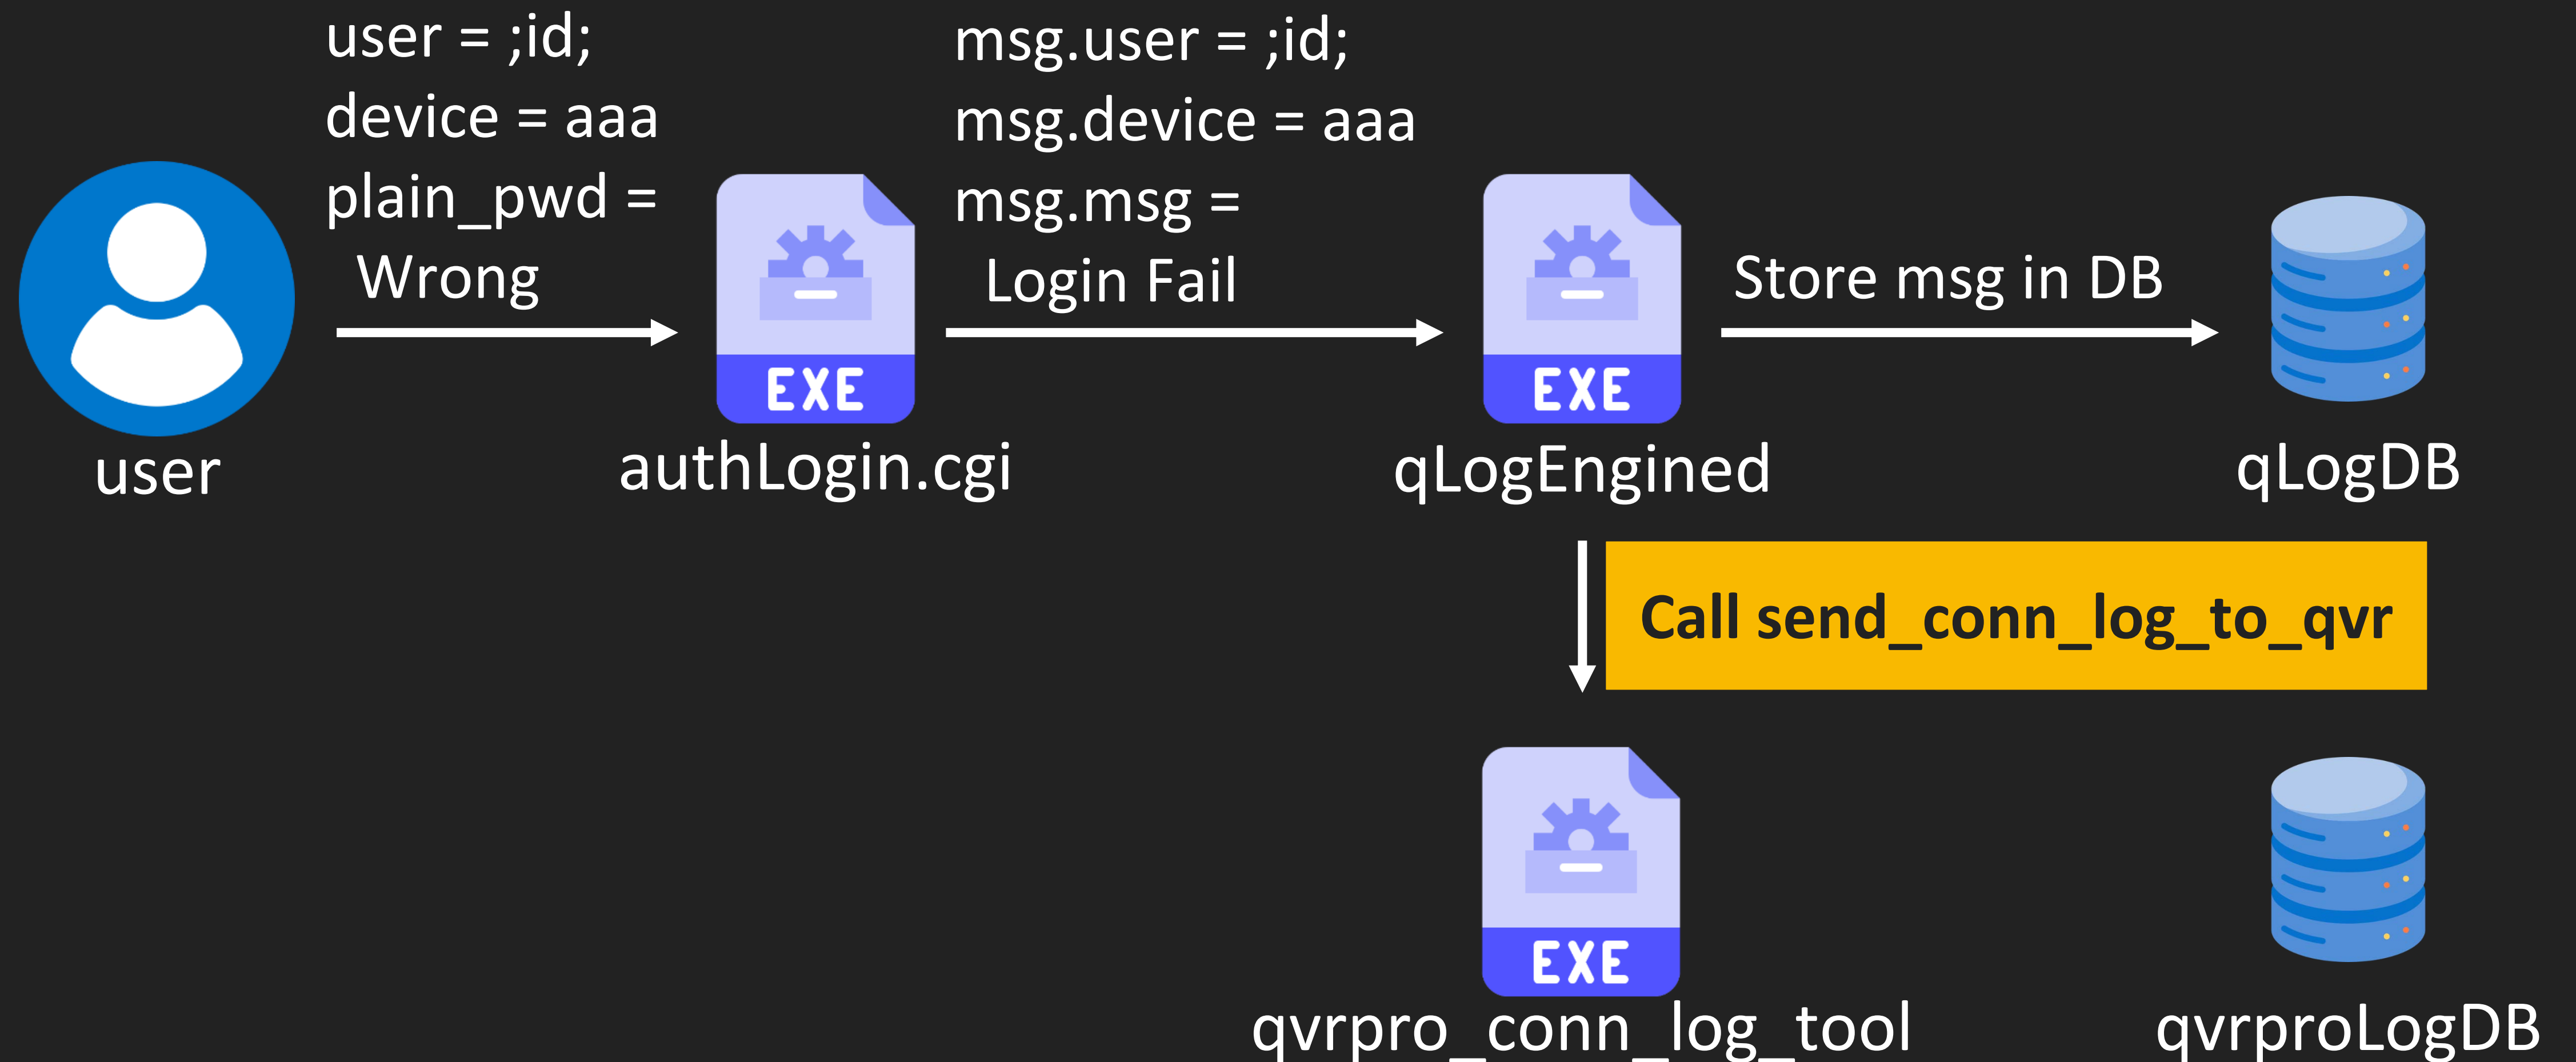 user = ;id;
device = aaa
plain_pwd =
Wrong
msg.user = ;id;
msg.device = aaa
msg.msg =
Login Fail
Store msg in DB
EXE
EXE
user
authLogin.cgi
qLogEngined
qLogDB
Call send_conn_log_to_qvr
EXE
qvrpro_conn_log_tool
qvrproLogDB